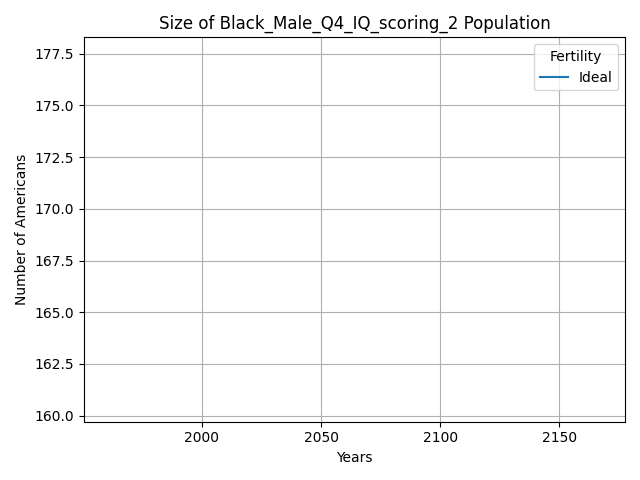 Size of Black_Male_Q4_IQ_scoring_2 Population
Fertility
Ideal
Number of Americans
177.5
175.0
172.5
170.0
167.5
165.0
162.5
160.0
2000
2050
2100
2150
Years